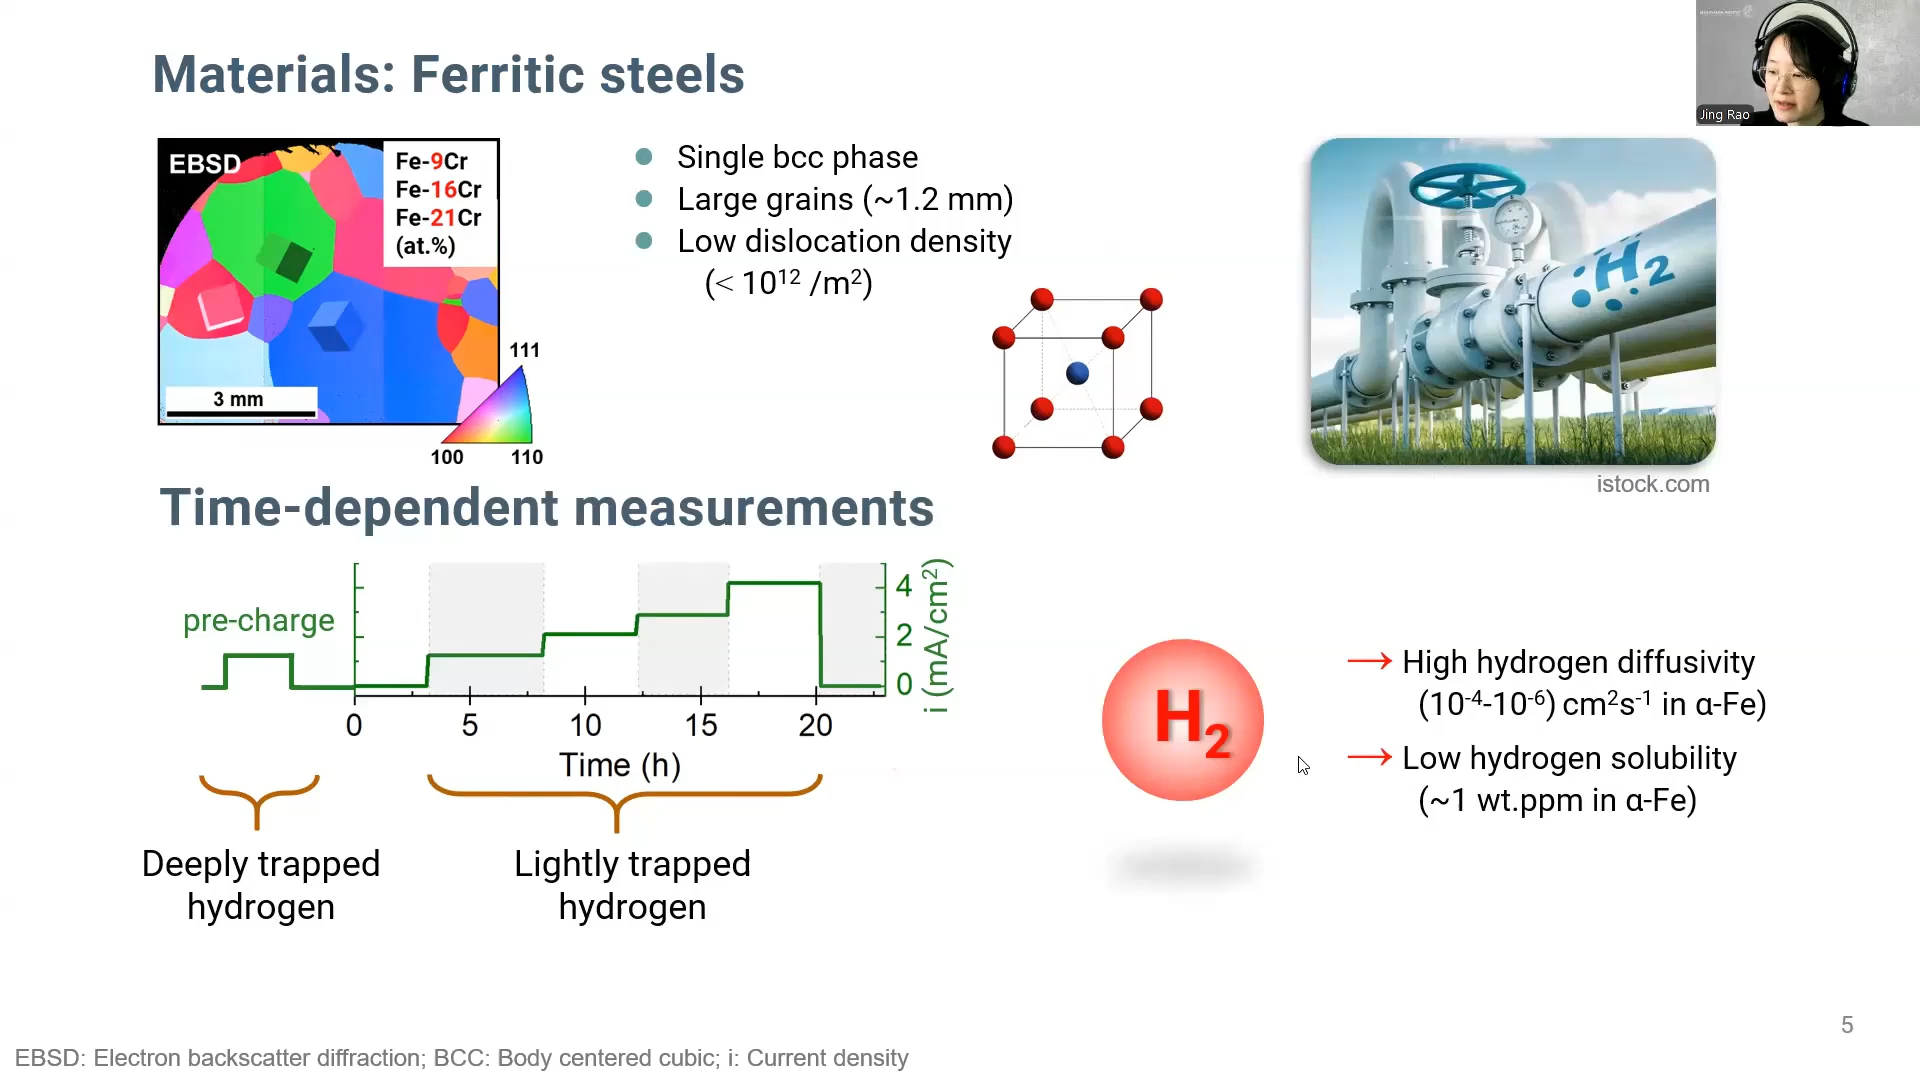 Materials: Ferritic steels
Jing Rao
EBSD
Fe-9Cr
Fe-16Cr
Fe-21Cr
(at.%)
3 mm
111
100
110
Single bcc phase
Large grains (~1.2 mm)
Low dislocation density
(< 10¹² /m²)
H₂
istock.com
Time-dependent measurements
pre-charge
4
2
0
i (mA/cm²)
0
5
10
15
20
Time (h)
Deeply trapped
hydrogen
Lightly trapped
hydrogen
H₂
→ High hydrogen diffusivity
(10⁻⁴-10⁻⁶) cm²s⁻¹ in α-Fe)
→ Low hydrogen solubility
(~1 wt.ppm in α-Fe)
5
EBSD: Electron backscatter diffraction; BCC: Body centered cubic; i: Current density